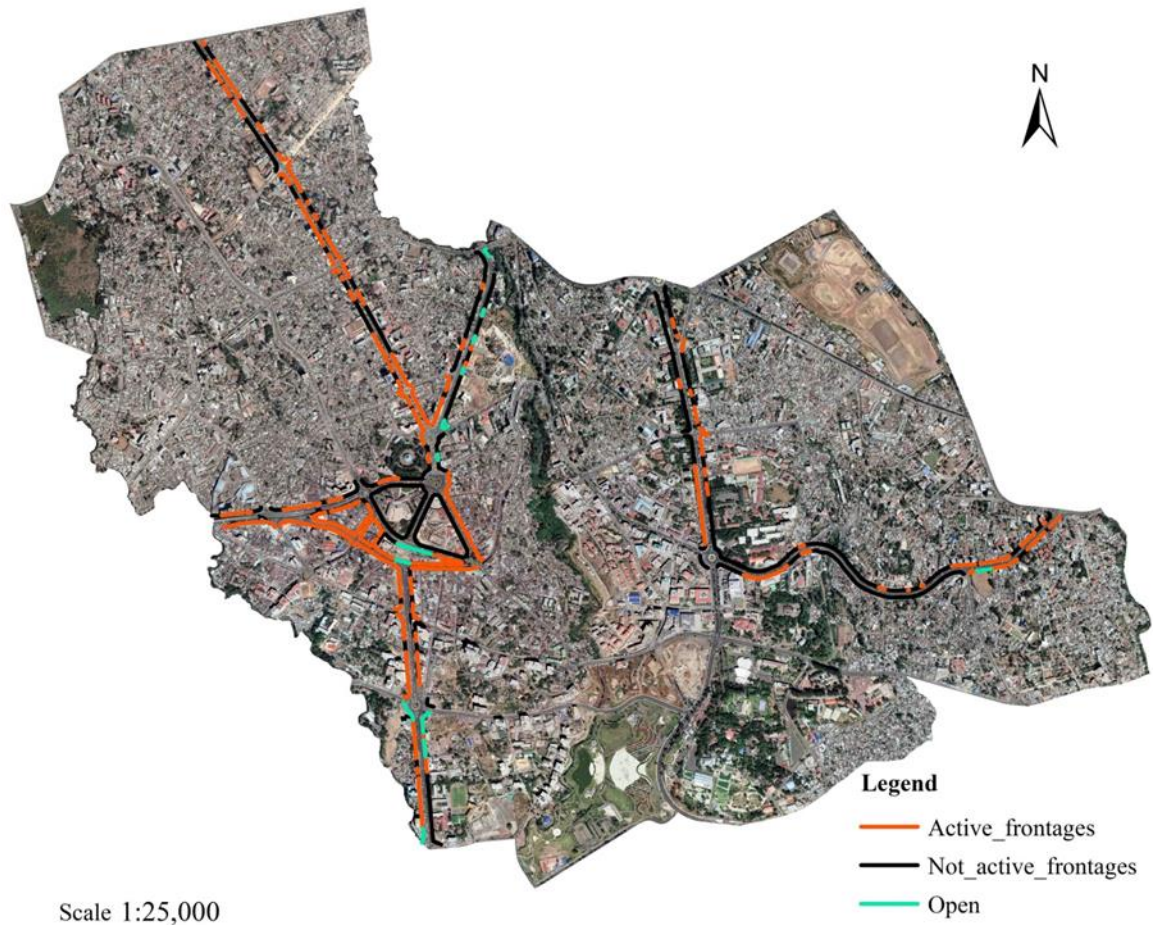 N
Legend
Active_frontages
Not_active_frontages
Open
Scale 1:25,000